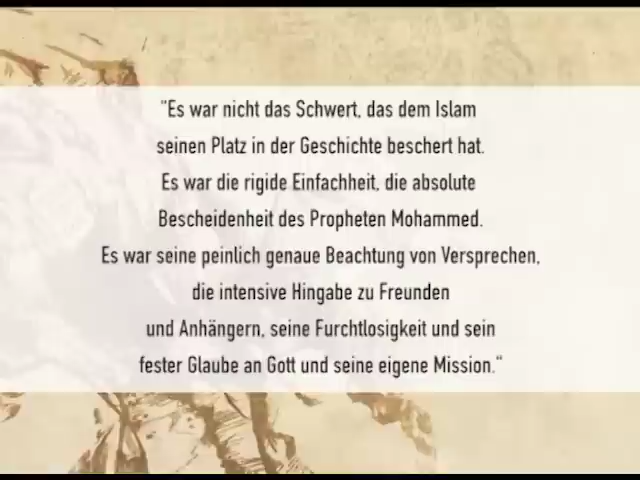 "Es war nicht das Schwert, das dem Islam
seinen Platz in der Geschichte beschert hat.
Es war die rigide Einfachheit, die absolute
Bescheidenheit des Propheten Mohammed.
Es war seine peinlich genaue Beachtung von Versprechen,
die intensive Hingabe zu Freunden
und Anhängern, seine Furchtlosigkeit und sein
fester Glaube an Gott und seine eigene Mission."